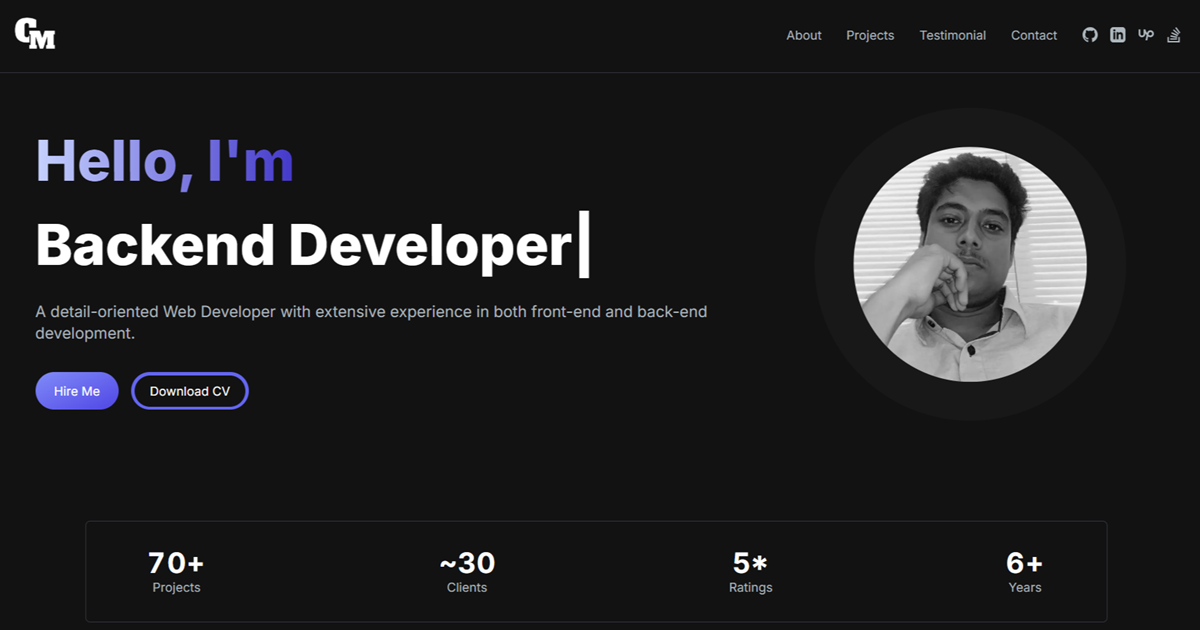 CM
About Projects Testimonial Contact
Hello, I'm
Backend Developer
A detail-oriented Web Developer with extensive experience in both front-end and back-end
development.
Hire Me Download CV
70+ ~30 5* 6+
Projects Clients Ratings Years